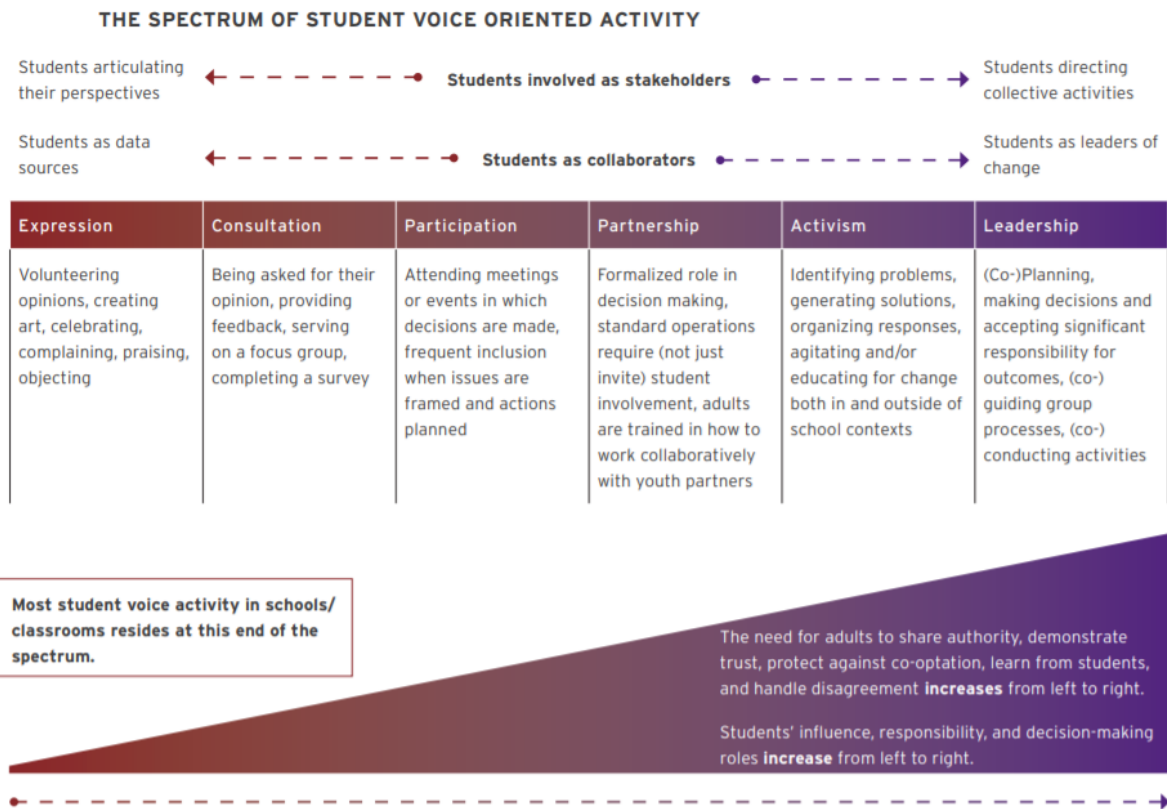 THE SPECTRUM OF STUDENT VOICE ORIENTED ACTIVITY
Students articulating
their perspectives
Students involved as stakeholders
Students directing
collective activities
Students as data
sources
Students as collaborators
Students as leaders of
change
Expression
Volunteering
opinions, creating
art, celebrating,
complaining, praising,
objecting
Consultation
Being asked for their
opinion, providing
feedback, serving
on a focus group,
completing a survey
Participation
Attending meetings
or events in which
decisions are made,
frequent inclusion
when issues are
framed and actions
planned
Partnership
Formalized role in
decision making,
standard operations
require (not just
invite) student
involvement, adults
are trained in how to
work collaboratively
with youth partners
Activism
Identifying problems,
generating solutions,
organizing responses,
agitating and/or
educating for change
both in and outside of
school contexts
Leadership
(Co-)Planning,
making decisions and
accepting significant
responsibility for
outcomes, (co-)
guiding group
processes, (co-)
conducting activities
Most student voice activity in schools/
classrooms resides at this end of the
spectrum.
The need for adults to share authority, demonstrate
trust, protect against co-optation, learn from students,
and handle disagreement increases from left to right.
Students' influence, responsibility, and decision-making
roles increase from left to right.